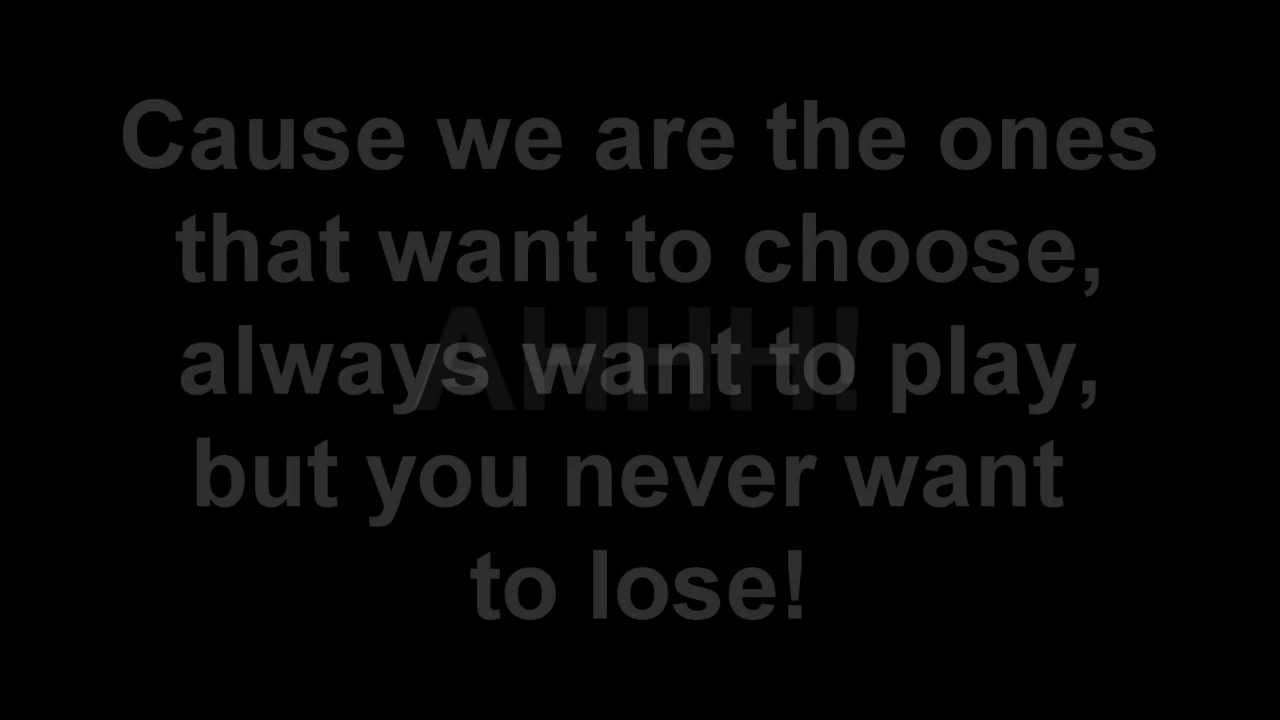 Cause we are the ones
that want to choose,
AHHH!
always want to play,
but you never want
to lose!